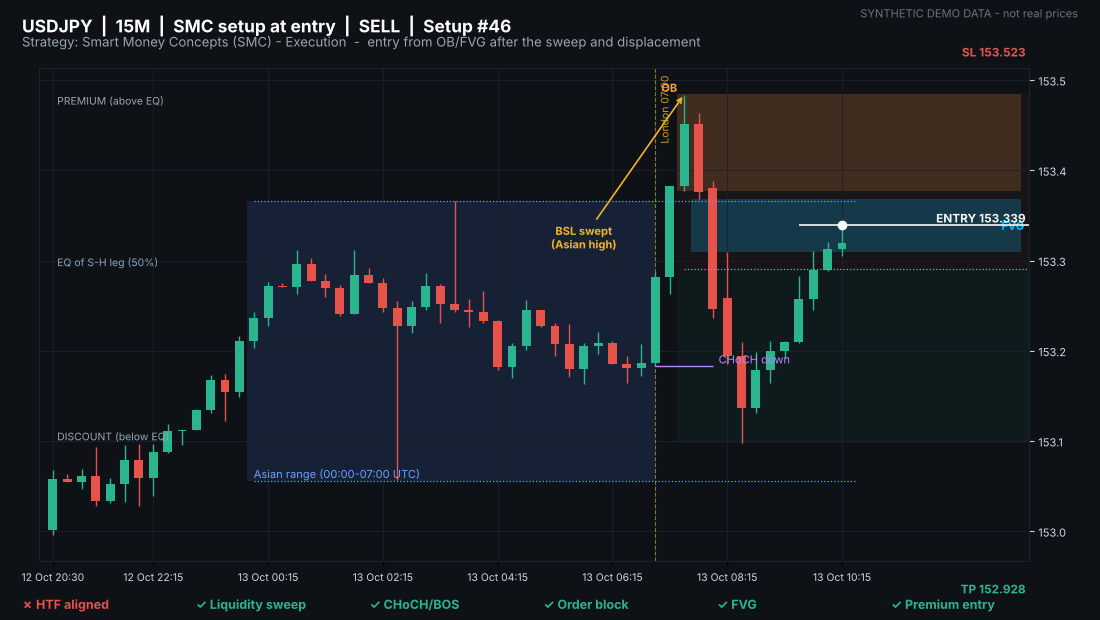 SYNTHETIC DEMO DATA - not real prices
USDJPY | 15M | SMC setup at entry | SELL | Setup #46
Strategy: Smart Money Concepts (SMC) - Execution - entry from OB/FVG after the sweep and displacement
SL 153.523
PREMIUM (above EQ)
London 07:00
OB
153.5
153.4
BSL swept
(Asian high)
ENTRY 153.339
FVG
EQ of S-H leg (50%)
153.3
CHoCH down
153.2
DISCOUNT (below EQ)
153.1
Asian range (00:00-07:00 UTC)
153.0
12 Oct 20:30
12 Oct 22:15
13 Oct 00:15
13 Oct 02:15
13 Oct 04:15
13 Oct 06:15
13 Oct 08:15
13 Oct 10:15
TP 152.928
× HTF aligned
✓ Liquidity sweep
✓ CHoCH/BOS
✓ Order block
✓ FVG
✓ Premium entry